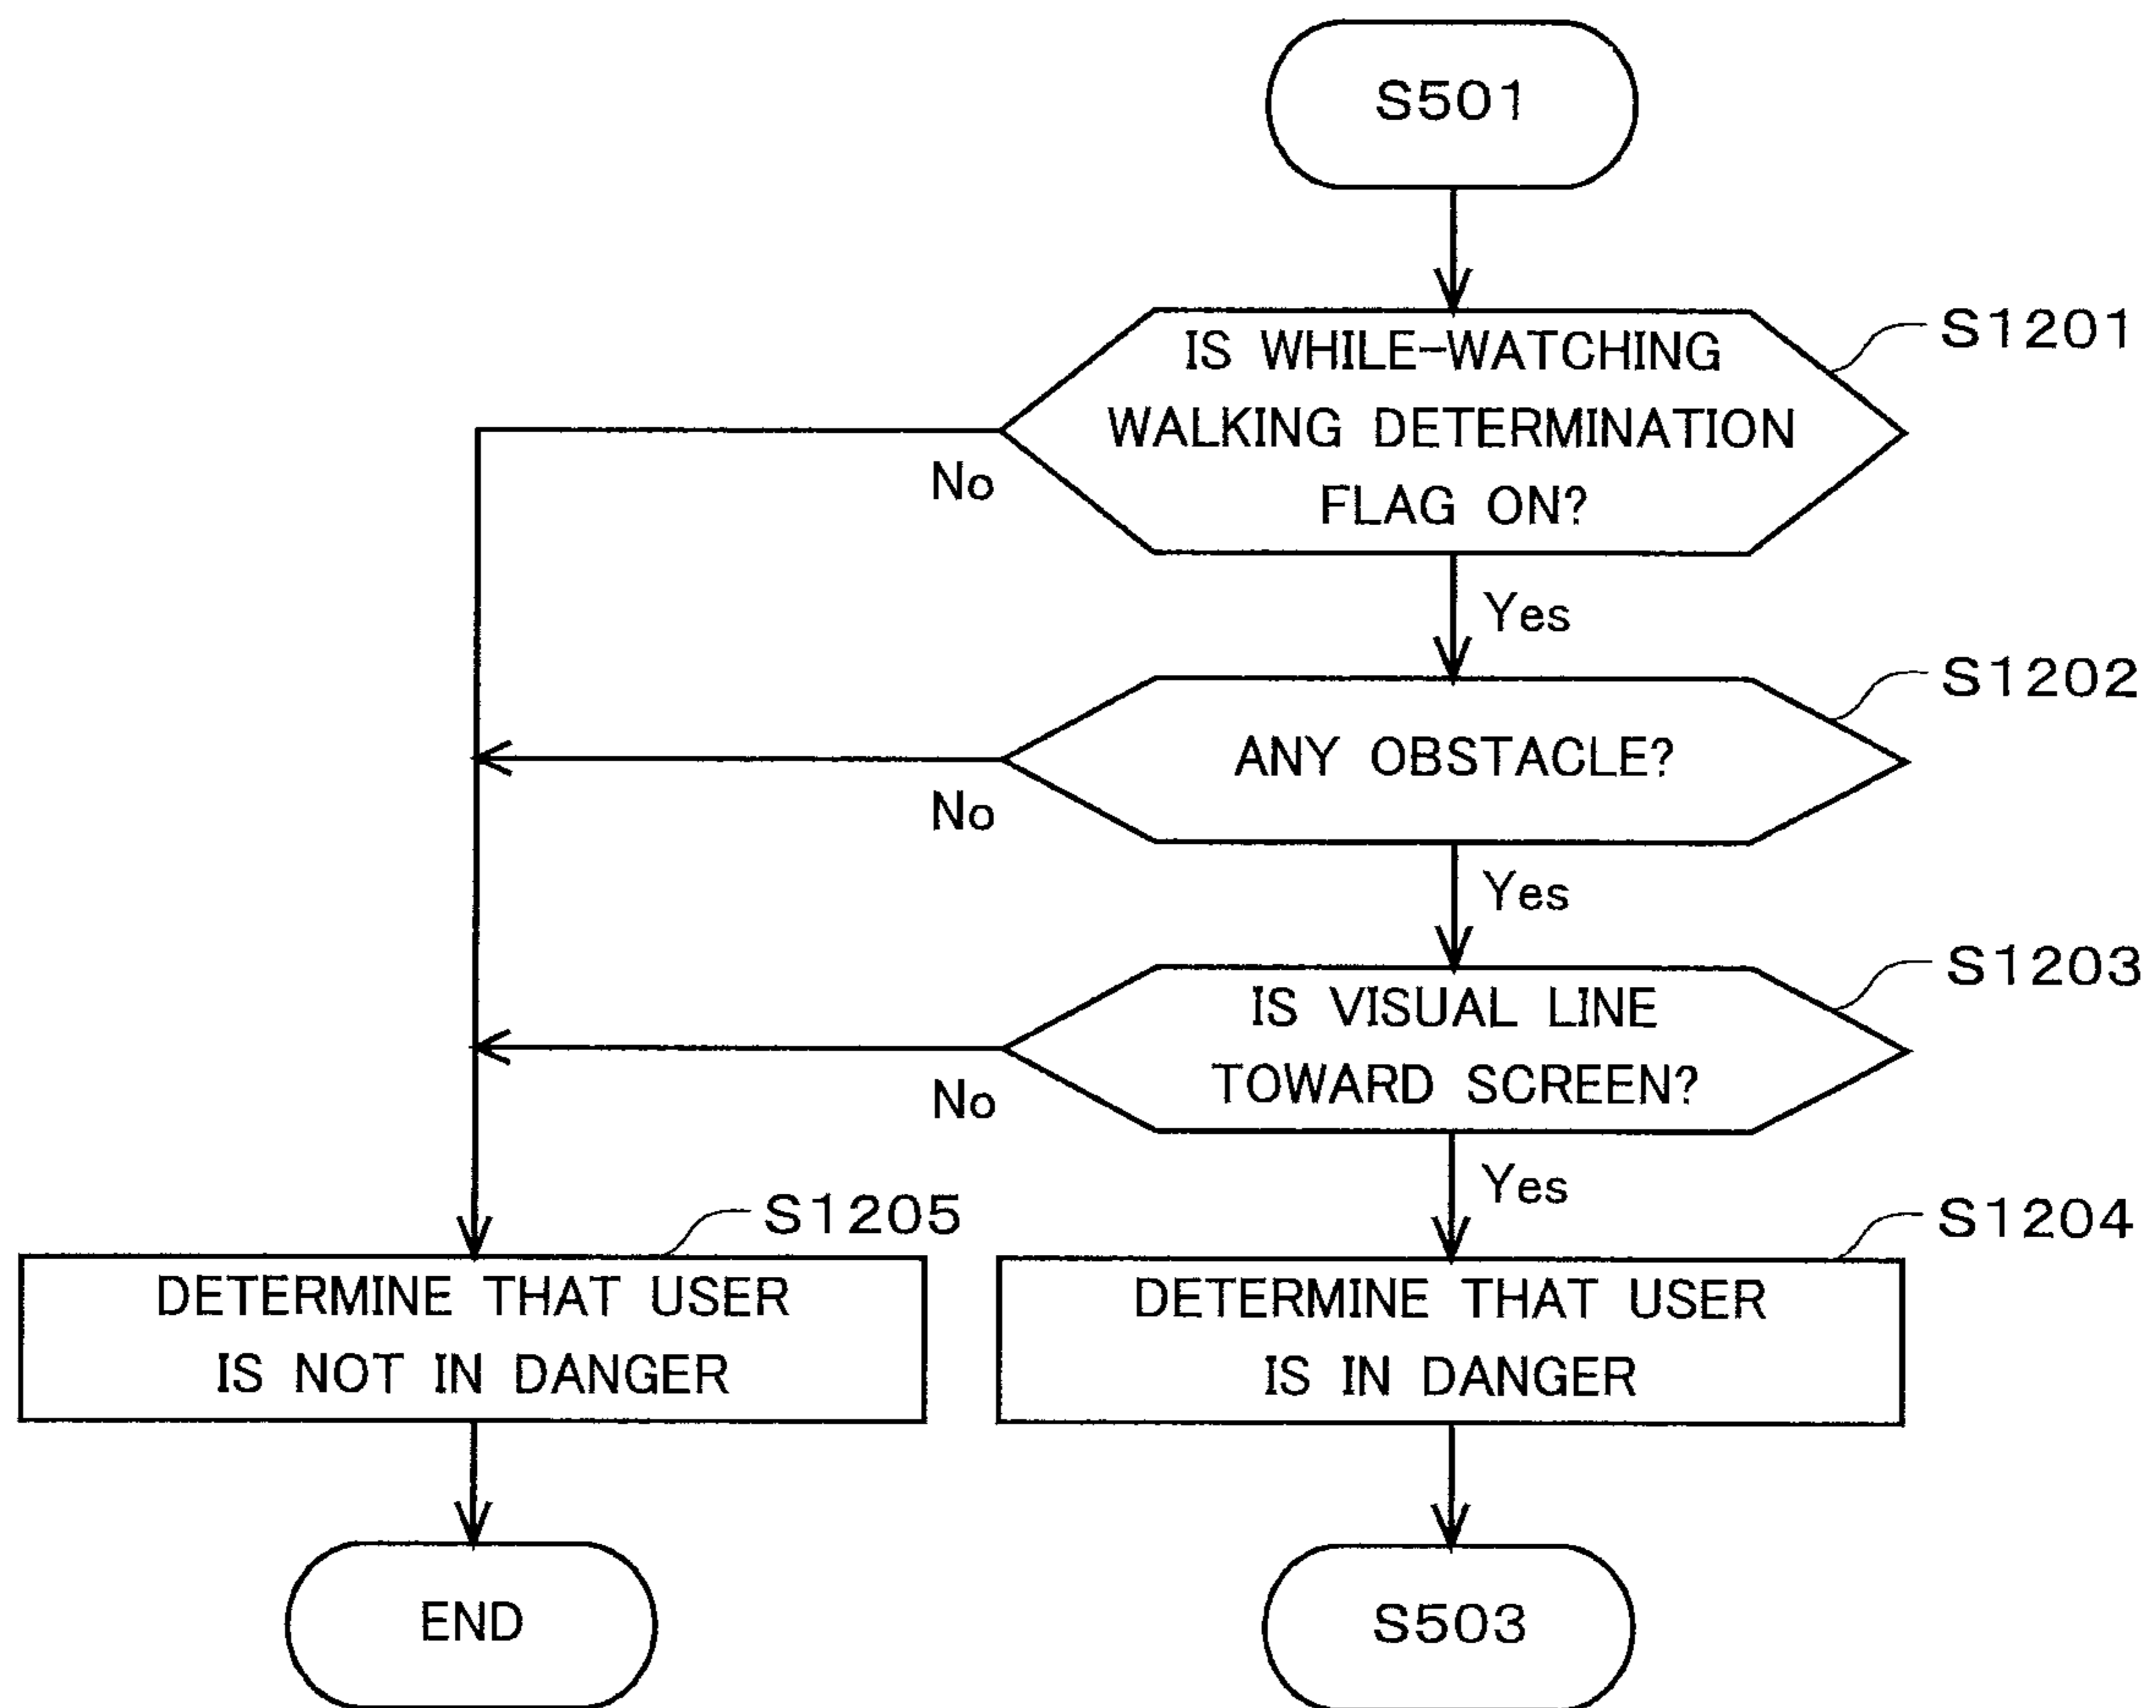 S501
IS WHILE-WATCHING
WALKING DETERMINATION
FLAG ON?
S1201
No
Yes
ANY OBSTACLE?
S1202
No
Yes
IS VISUAL LINE
TOWARD SCREEN?
S1203
No
Yes
S1205
DETERMINE THAT USER
IS NOT IN DANGER
S1204
DETERMINE THAT USER
IS IN DANGER
END
S503